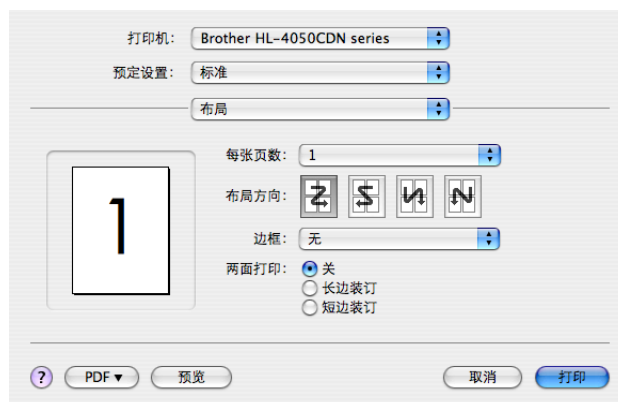 打印机: Brother HL-4050CDN series
预定设置: 标准
布局
每张页数: 1
布局方向:
边框: 无
两面打印: 关
长边装订
短边装订
1
? PDF▼ 预览 取消 打印